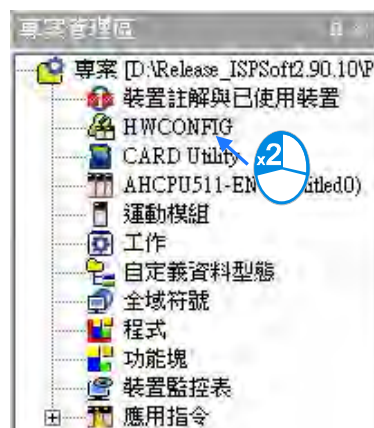 專案管理區
專案 [D:\Release_ISPSoft2.90.10\P
裝置註解與已使用裝置
HWCONFIG
CARD Utility
x2
AHCPU511-EN titled0)
運動模組
工作
自定義資料型態
全域符號
程式
功能塊
裝置監控表
應用指令